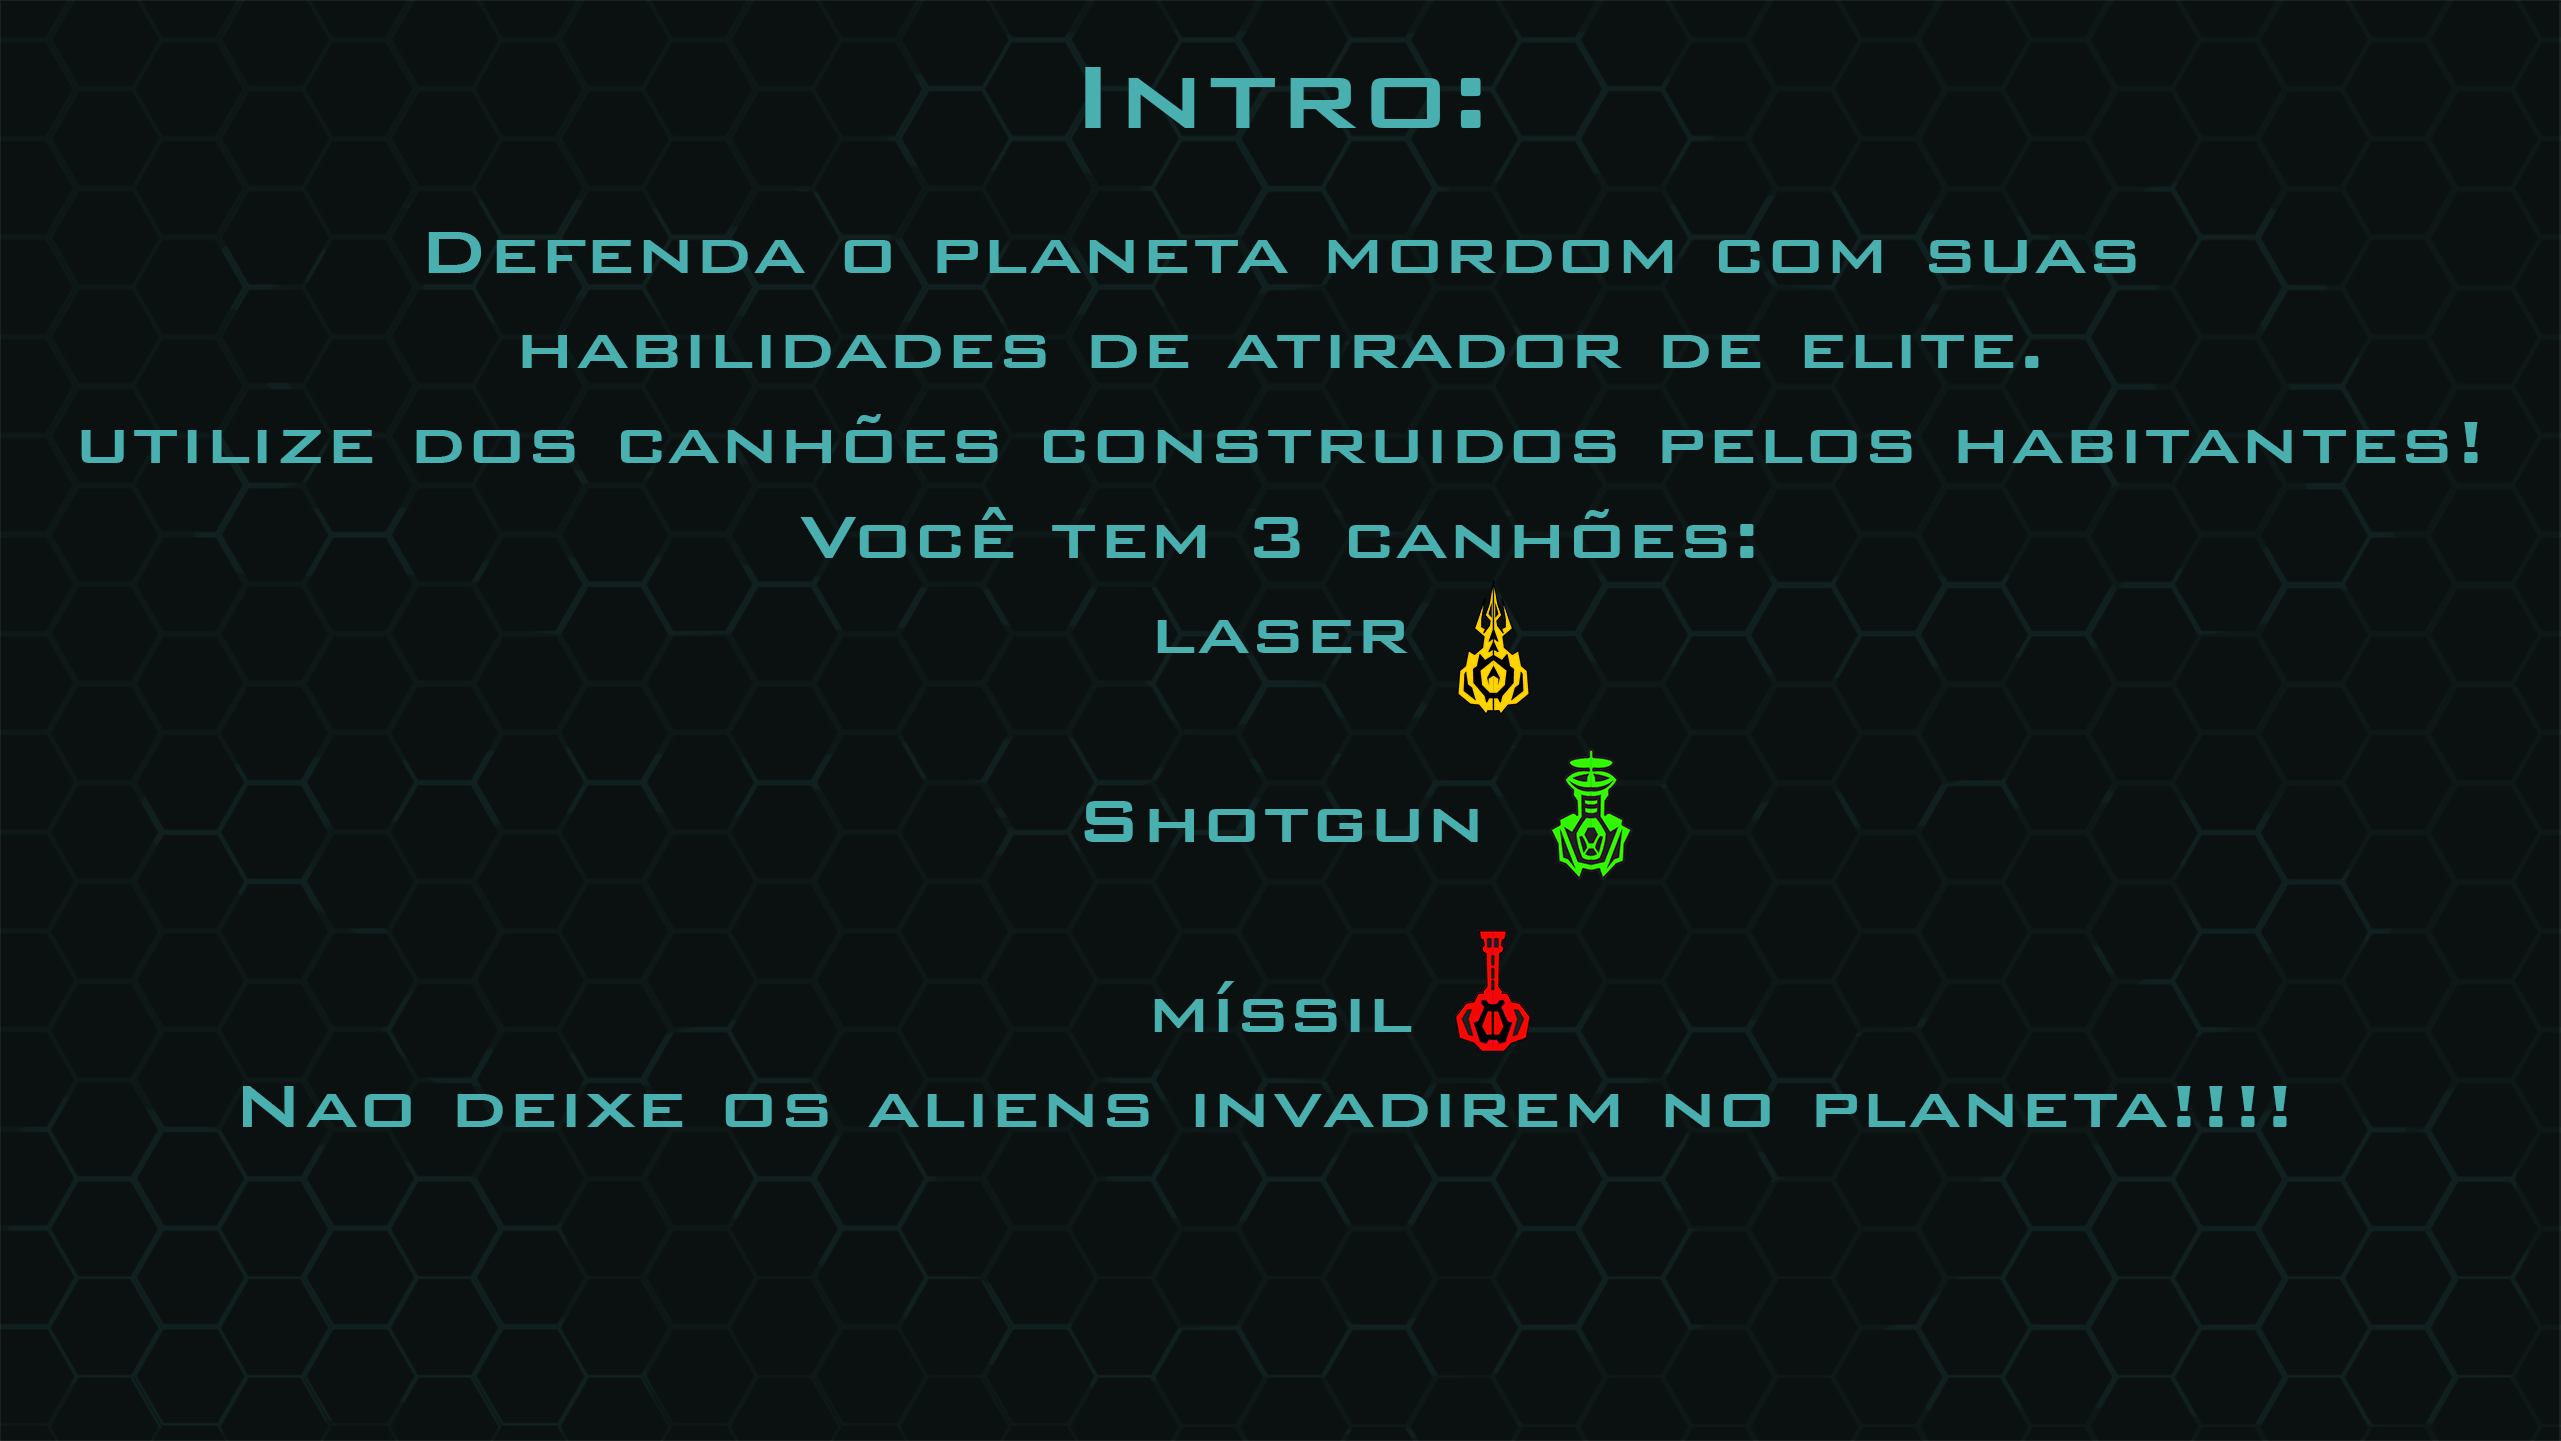 Intro:
Defenda o planeta mordom com suas
habilidades de atirador de elite.
utilize dos canhões construidos pelos habitantes!
Você tem 3 canhões:
laser
Shotgun
míssil
Nao deixe os aliens invadirem no planeta!!!!